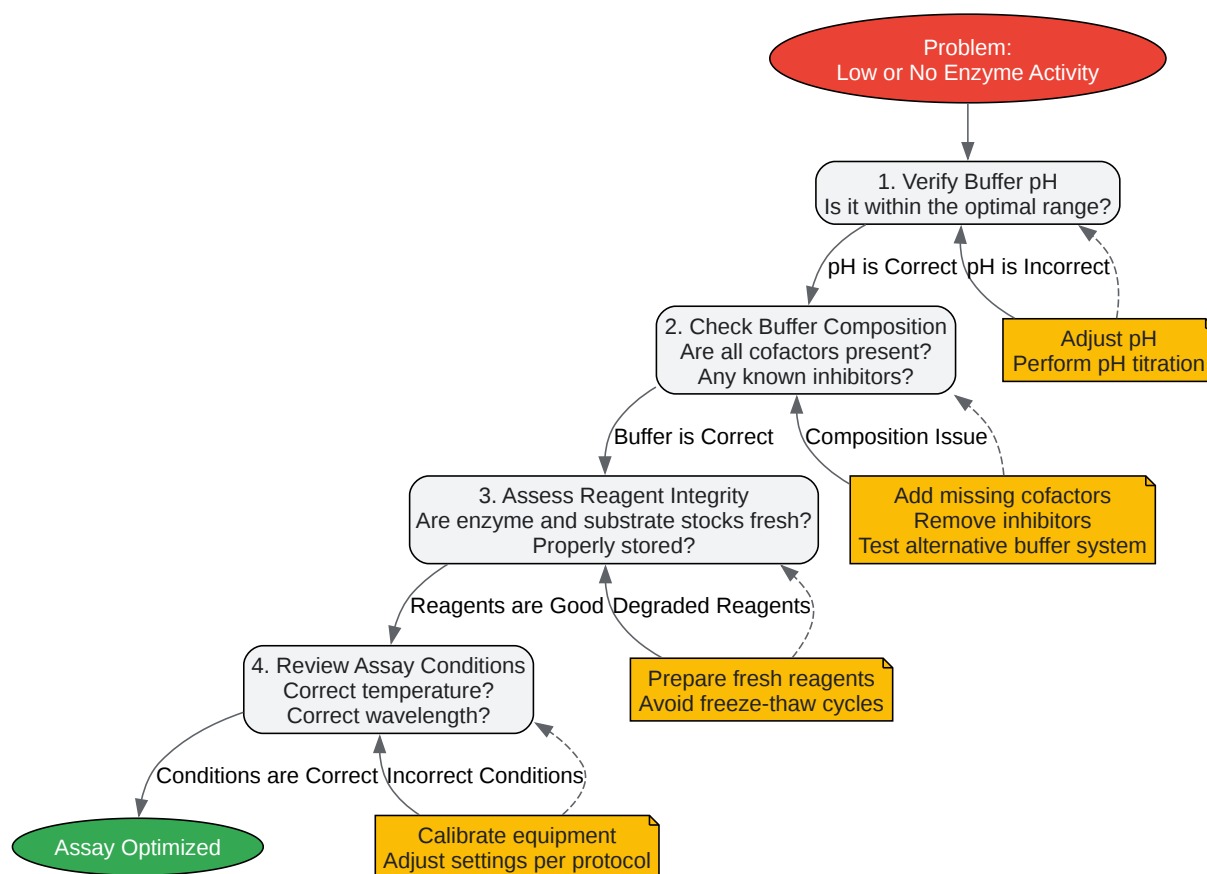 Problem:
Low or No Enzyme Activity
1. Verify Buffer pH
Is it within the optimal range?
pH is Correct
pH is Incorrect
Adjust pH
Perform pH titration
2. Check Buffer Composition
Are all cofactors present?
Any known inhibitors?
Buffer is Correct
Composition Issue
Add missing cofactors
Remove inhibitors
Test alternative buffer system
3. Assess Reagent Integrity
Are enzyme and substrate stocks fresh?
Properly stored?
Reagents are Good
Degraded Reagents
Prepare fresh reagents
Avoid freeze-thaw cycles
4. Review Assay Conditions
Correct temperature?
Correct wavelength?
Conditions are Correct
Incorrect Conditions
Calibrate equipment
Adjust settings per protocol
Assay Optimized